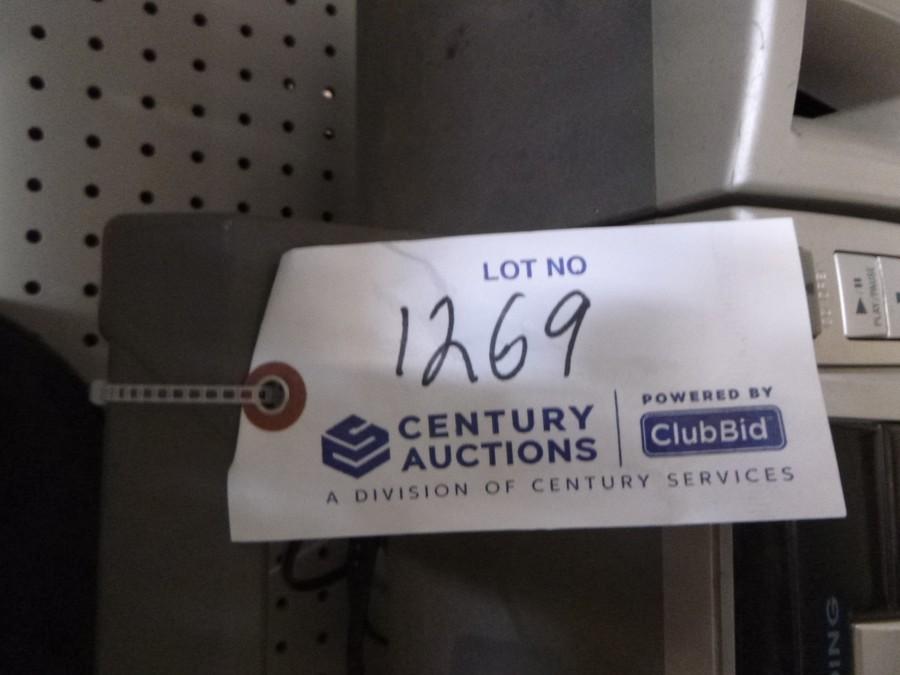 LOT NO
1269
CENTURY AUCTIONS
POWERED BY
ClubBid
A DIVISION OF CENTURY SERVICES
PLAY/PAUSE